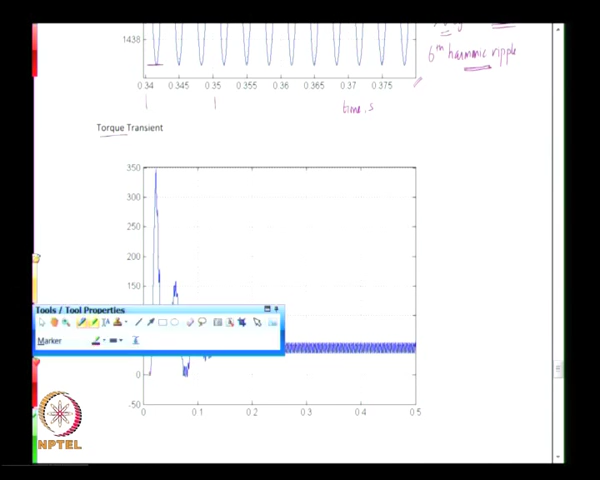 1438
6th harmonic ripple
0.34 0.345 0.35 0.355 0.36 0.365 0.37 0.375
time, s
Torque Transient
350
300
250
200
150
Tools / Tool Properties
Marker
0
-50
0 0.1 0.2 0.3 0.4 0.5
NPTEL